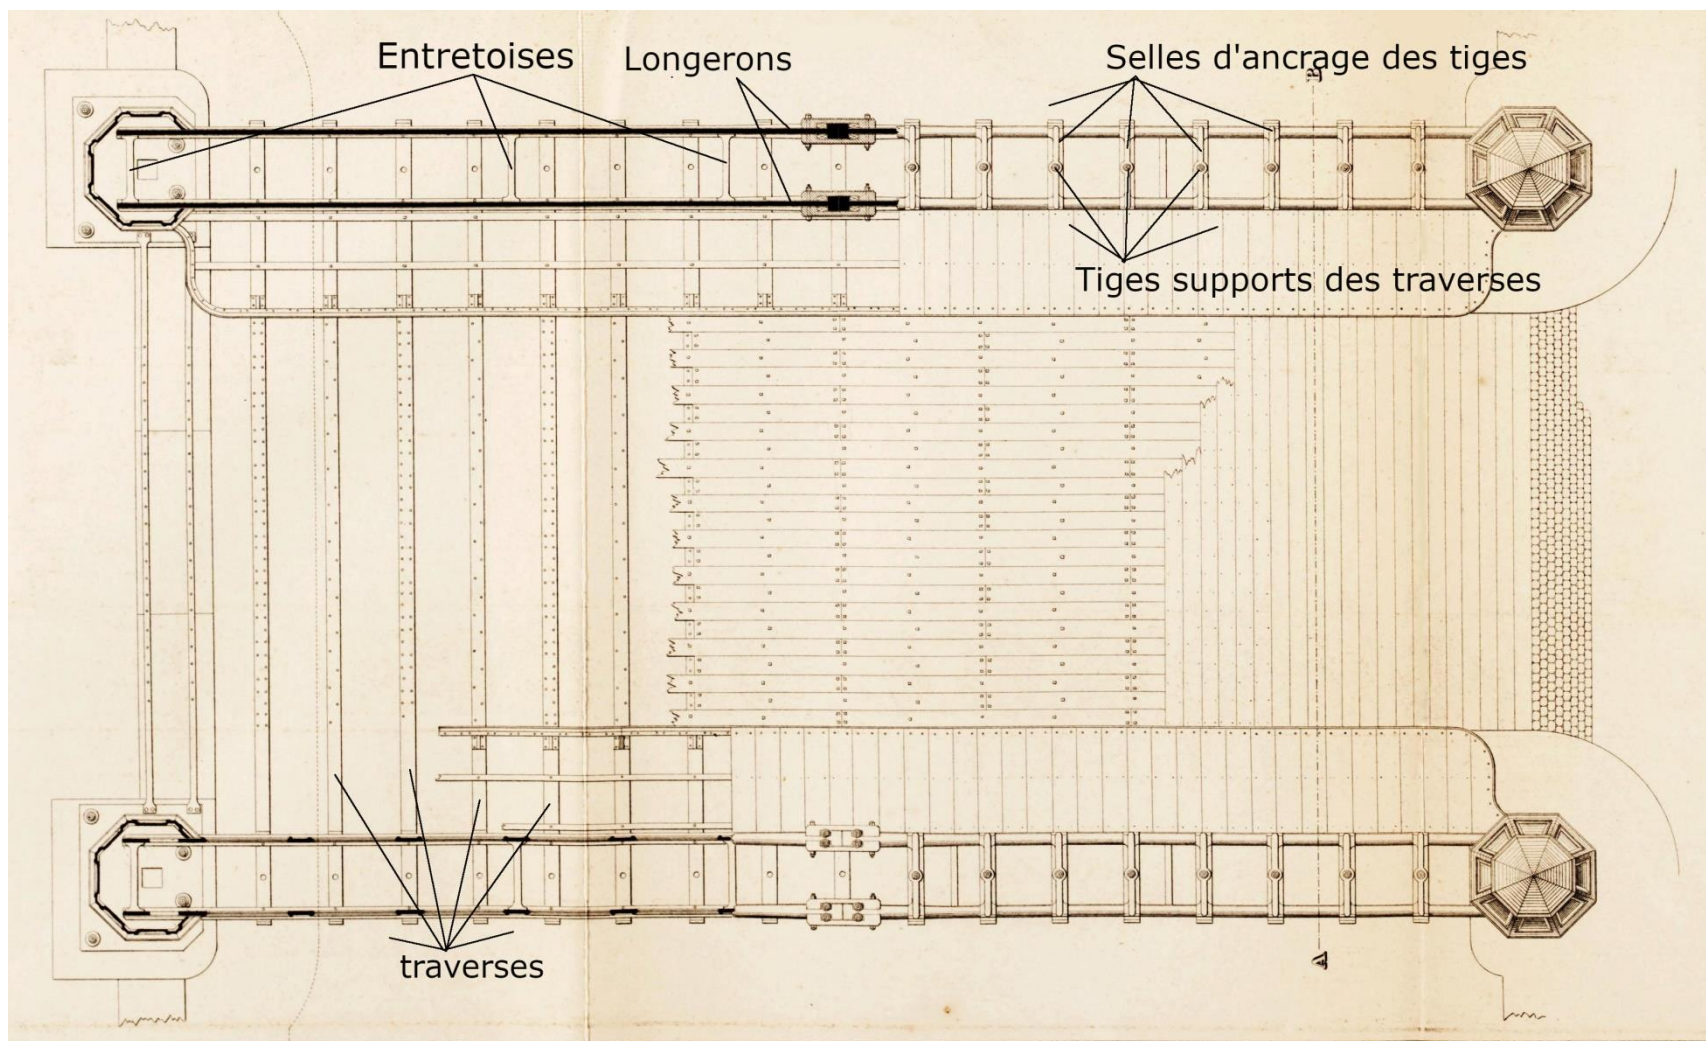 Entretoises
Longerons
Selles d'ancrage des tiges
B
Tiges supports des traverses
traverses
A